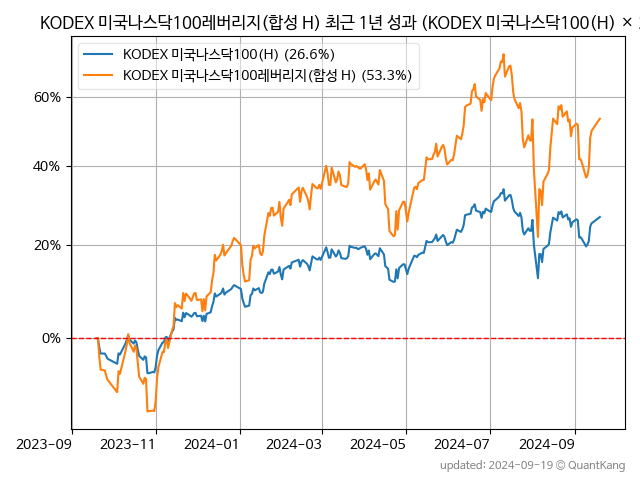 KODEX 미국나스닥100레버리지(합성 H) 최근 1년 성과 (KODEX 미국나스닥100(H) ×
KODEX 미국나스닥100(H) (26.6%)
KODEX 미국나스닥100레버리지(합성 H) (53.3%)
60%
40%
20%
0%
2023-09 2023-11 2024-01 2024-03 2024-05 2024-07 2024-09
updated: 2024-09-19 © QuantKang